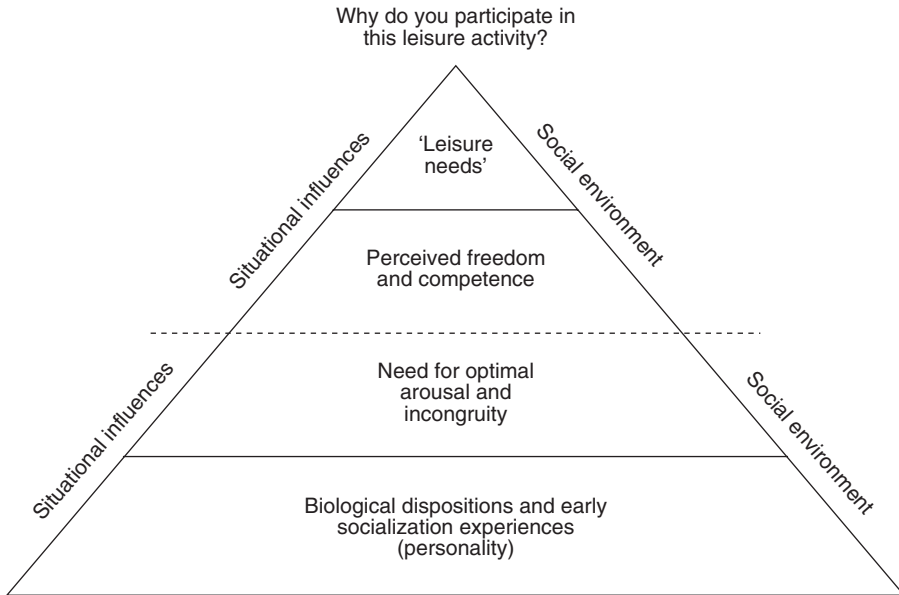 Why do you participate in
this leisure activity?
Situational influences
Social environment
‘Leisure
needs’
Perceived freedom
and competence
Situational influences
Social environment
Need for optimal
arousal and
incongruity
Biological dispositions and early
socialization experiences
(personality)